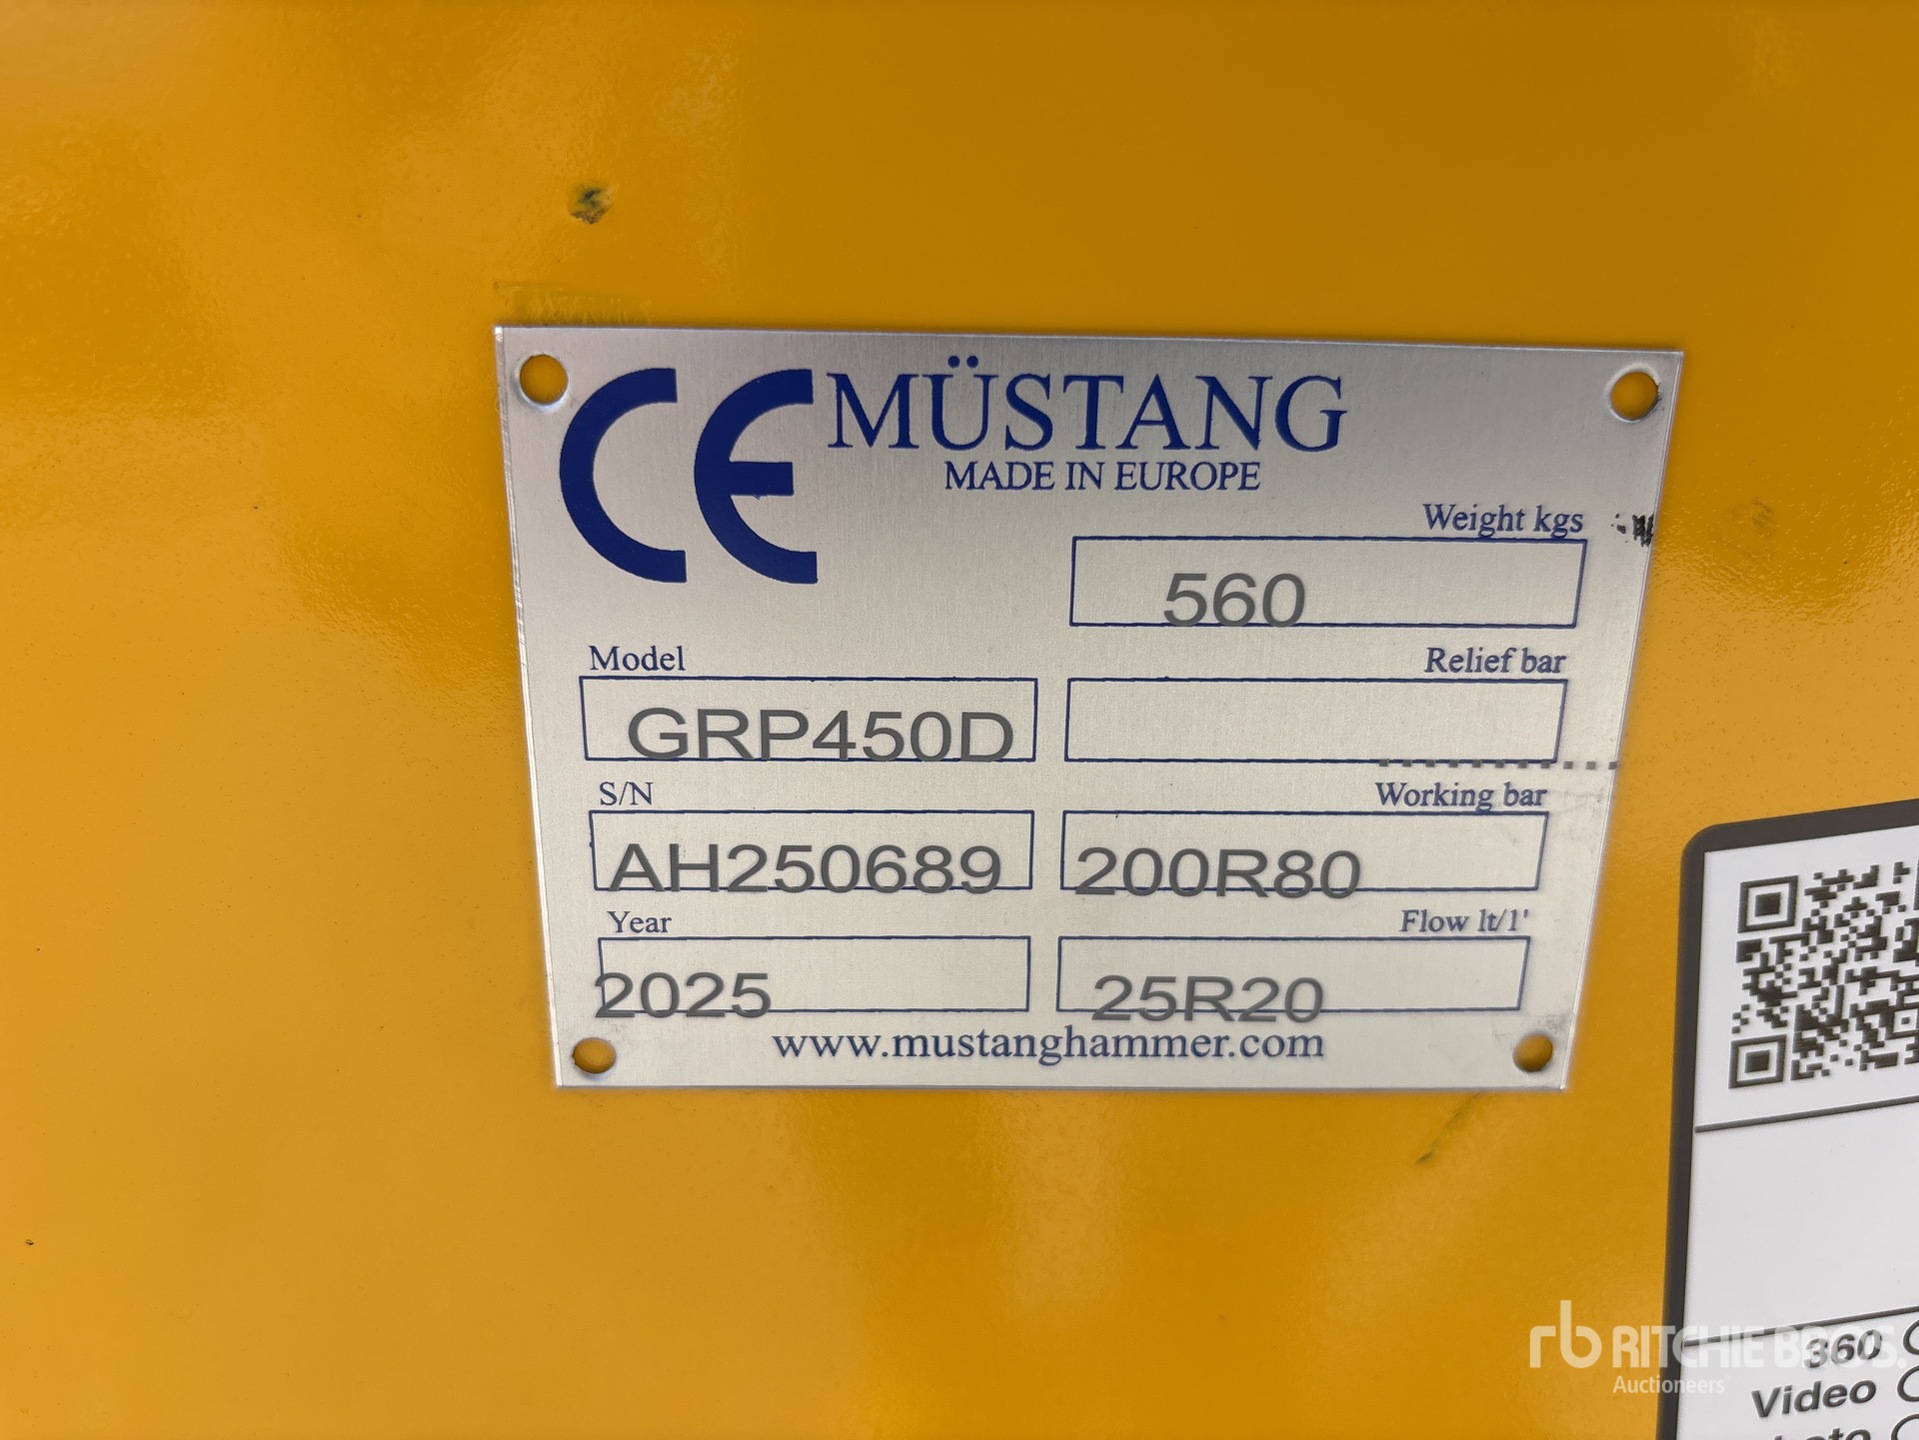 CE MÜSTANG
MADE IN EUROPE
Weight kgs
560
Model
GRP450D
Relief bar
..............
S/N
AH250689
Working bar
200R80
Year
2025
Flow lt/1'
25R20
www.mustanghammer.com
360
Video
rb RITCHIE BROS.
Auctioneers